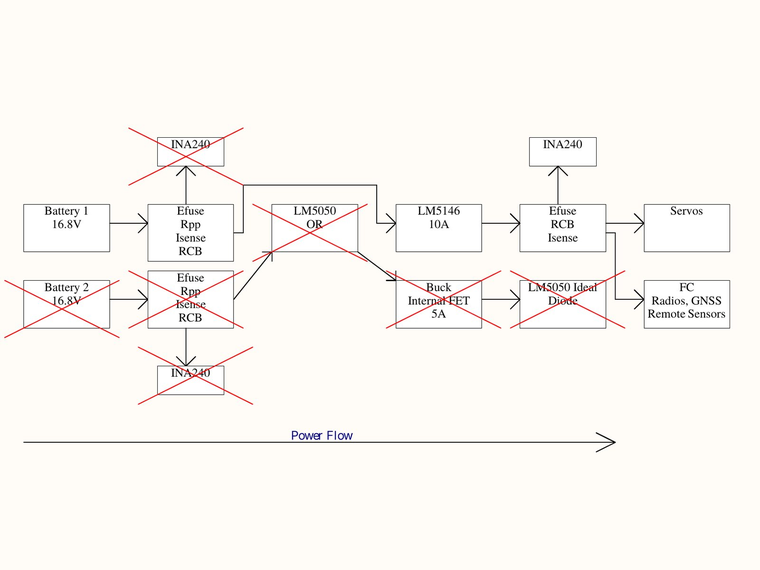 INA240
INA240
Battery 1
16.8V
Efuse
Rpp
Isense
RCB
LM5050
OR
LM5146
10A
Efuse
RCB
Isense
Servos
Battery 2
16.8V
Efuse
Rpp
Isense
RCB
Buck
Internal FET
5A
LM5050 Ideal
Diode
FC
Radios, GNSS
Remote Sensors
INA240
Power Flow